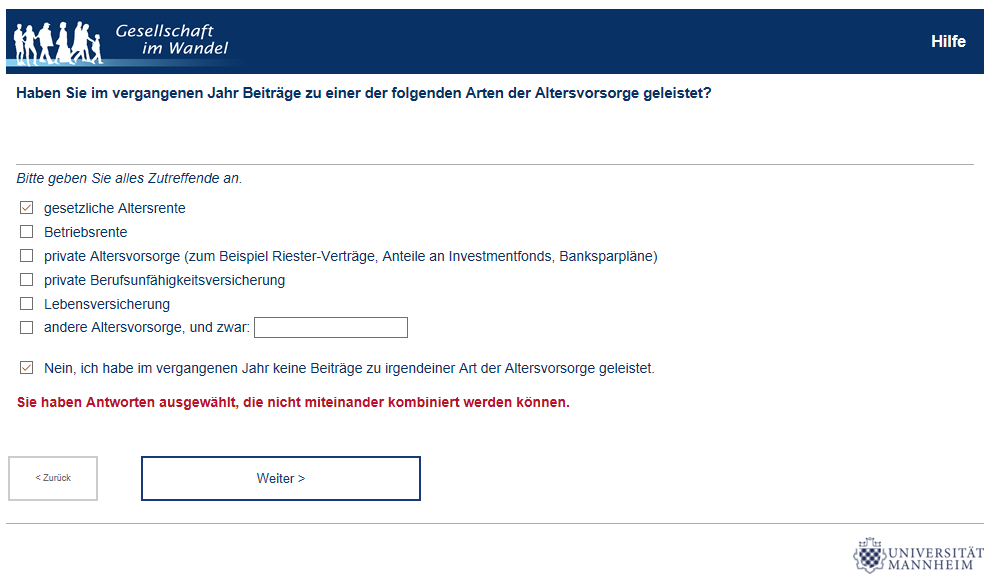 Gesellschaft
im Wandel
Hilfe
Haben Sie im vergangenen Jahr Beiträge zu einer der folgenden Arten der Altersvorsorge geleistet?
Bitte geben Sie alles Zutreffende an.
gesetzliche Altersrente
Betriebsrente
private Altersvorsorge (zum Beispiel Riester-Verträge, Anteile an Investmentfonds, Banksparpläne)
private Berufsunfähigkeitsversicherung
Lebensversicherung
andere Altersvorsorge, und zwar:
Nein, ich habe im vergangenen Jahr keine Beiträge zu irgendeiner Art der Altersvorsorge geleistet.
Sie haben Antworten ausgewählt, die nicht miteinander kombiniert werden können.
< Zurück
Weiter >
UNIVERSITÄT
MANNHEIM